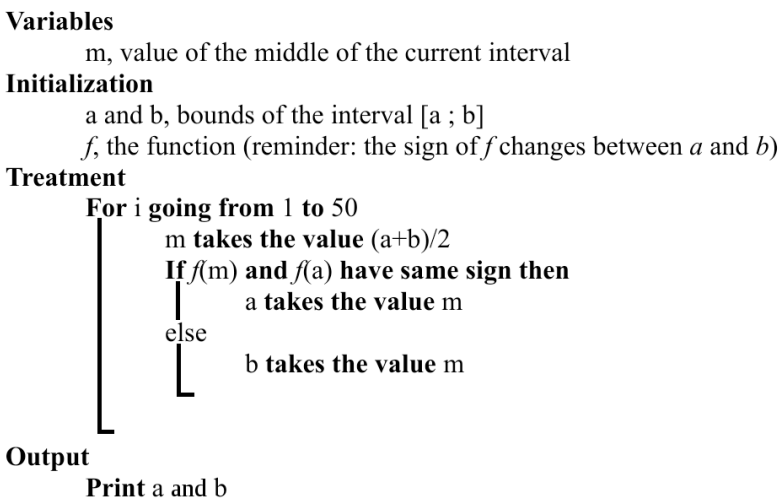 Variables
m, value of the middle of the current interval
Initialization
a and b, bounds of the interval [a ; b]
f, the function (reminder: the sign of f changes between a and b)
Treatment
For i going from 1 to 50
m takes the value (a+b)/2
If f(m) and f(a) have same sign then
a takes the value m
else
b takes the value m
Output
Print a and b